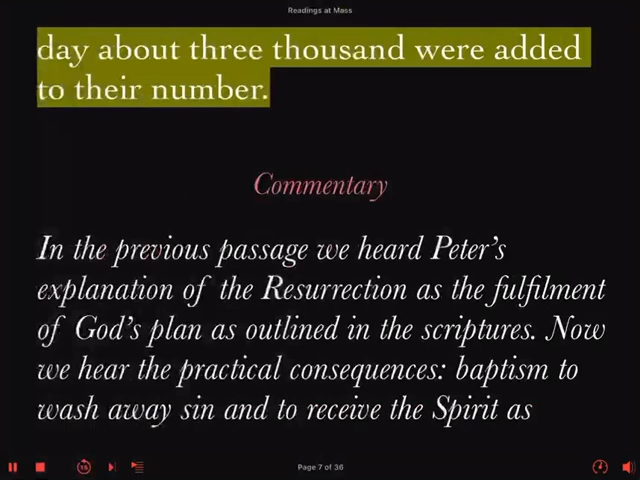 Readings at Mass
day about three thousand were added
to their number.
Commentary
In the previous passage we heard Peter's
explanation of the Resurrection as the fulfilment
of God's plan as outlined in the scriptures. Now
we hear the practical consequences: baptism to
wash away sin and to receive the Spirit as
15
Page 7 of 36